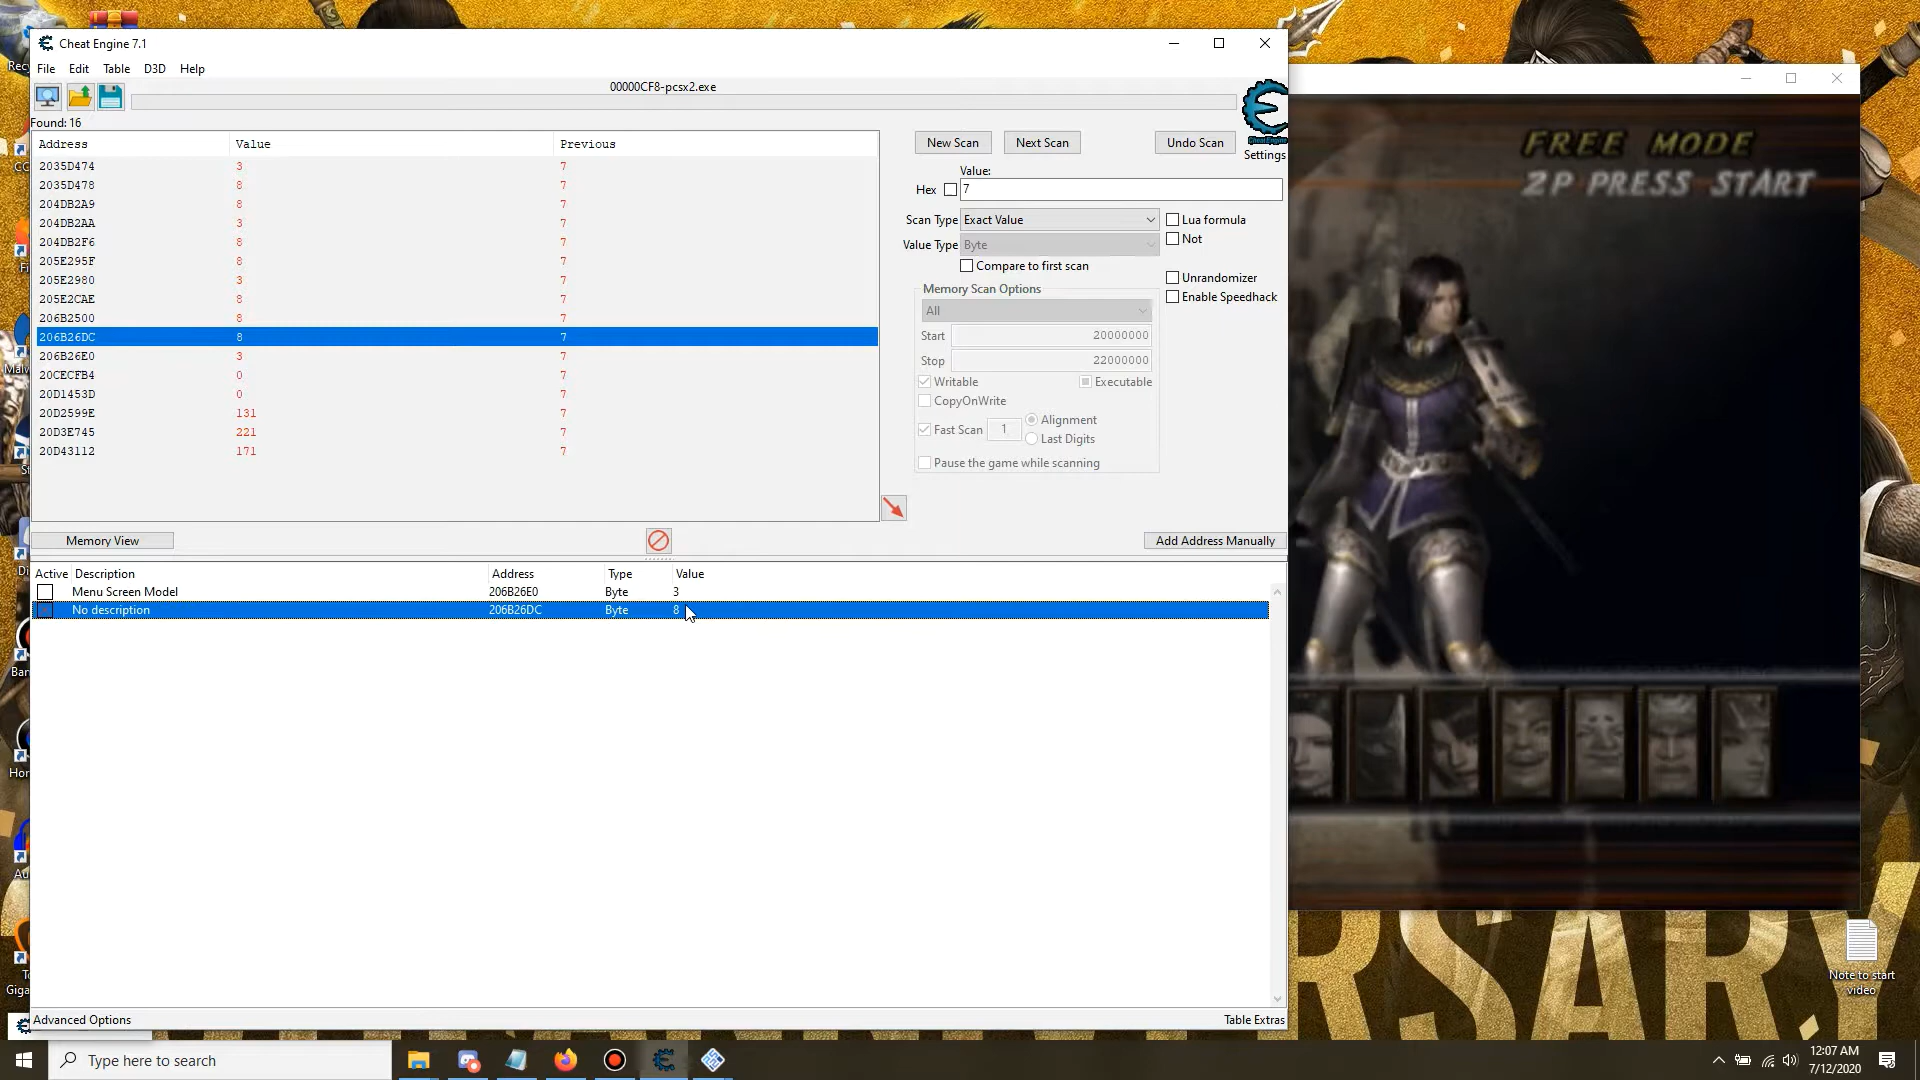 Cheat Engine 7.1
File Edit Table D3D Help
00000CF8-pcsx2.exe
Found: 16
Address Value Previous
2035D474 3 7
2035D478 8 7
204DB2A9 8 7
204DB2AA 3 7
204DB2F6 8 7
205E295F 8 7
205E2980 3 7
205E2CAE 8 7
206B2500 8 7
206B26DC 8 7
206B26E0 3 7
20CECFB4 0 7
20D1453D 0 7
20D2599E 131 7
20D3E745 221 7
20D43112 171 7
New Scan Next Scan Undo Scan
Cheat Engine
Settings
Value:
Hex 7
Scan Type Exact Value Lua formula
Not
Value Type Byte
Compare to first scan
Unrandomizer
Enable Speedhack
Memory Scan Options
All
Start 20000000
Stop 22000000
Writable Executable
CopyOnWrite
Fast Scan 1 Alignment
Last Digits
Pause the game while scanning
Memory View Add Address Manually
Active Description Address Type Value
Menu Screen Model 206B26E0 Byte 3
No description 206B26DC Byte 8
Advanced Options Table Extras
FREE MODE
2P PRESS START
RSARY
Note to start
video
Type here to search
12:07 AM
7/12/2020